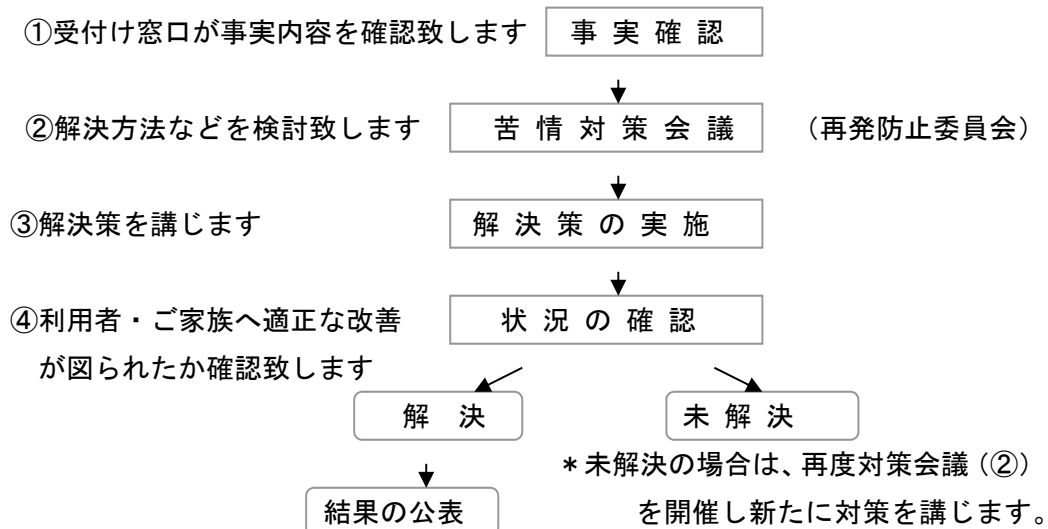 ①受付け窓口が事実内容を確認致します 事実確認
②解決方法などを検討致します 苦情対策会議 （再発防止委員会）
③解決策を講じます 解決策の実施
④利用者・ご家族へ適正な改善 状況の確認
が図られたか確認致します
解 決 未解決
＊未解決の場合は、再度対策会議（②）
結果の公表 を開催し新たに対策を講じます。